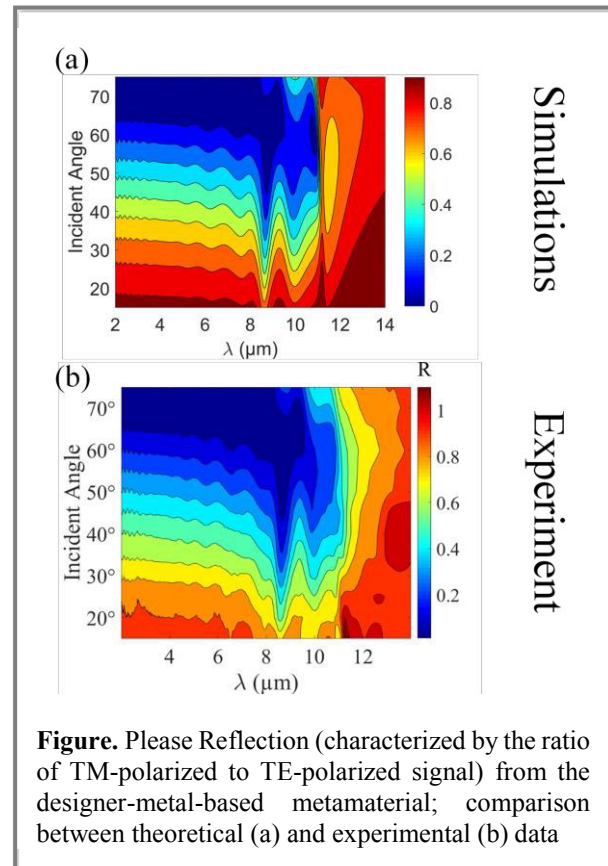 (a)
70
60
50
40
30
20
Incident Angle
2 4 6 8 10 12 14
λ (µm)
0.8
0.6
0.4
0.2
0
Simulations
(b)
R
70°
60°
50°
40°
30°
20°
Incident Angle
4 6 8 10 12
λ (µm)
1
0.8
0.6
0.4
0.2
Experiment
Figure. Please Reflection (characterized by the ratio
of TM-polarized to TE-polarized signal) from the
designer-metal-based metamaterial; comparison
between theoretical (a) and experimental (b) data